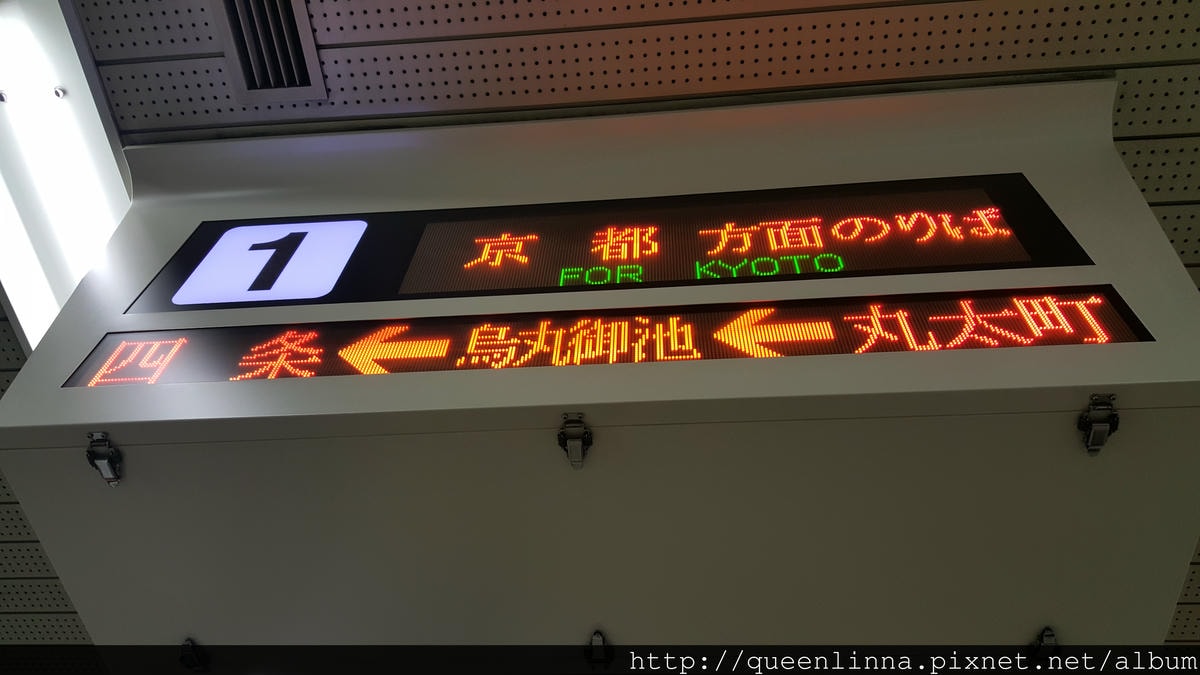 1 京都 方面のりば
FOR KYOTO
四条 ← 烏丸御池 ← 丸太町
http://queenlinna.pixnet.net/album